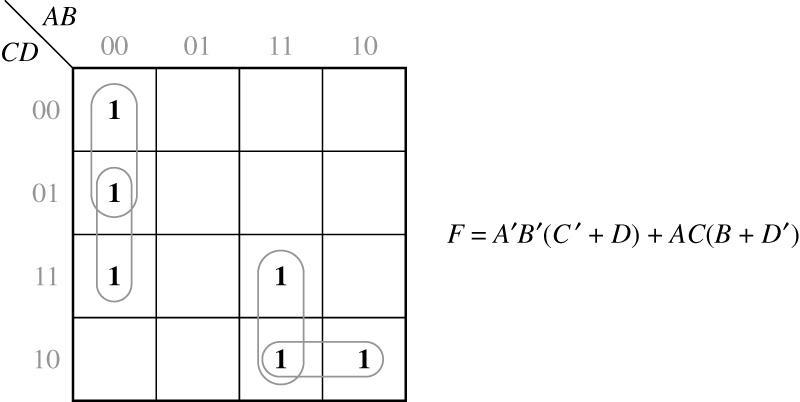 AB
CD
00 01 11 10
00 1
01 1
11 1 1
10 1 1
F = A′B′(C′ + D) + AC(B + D′)